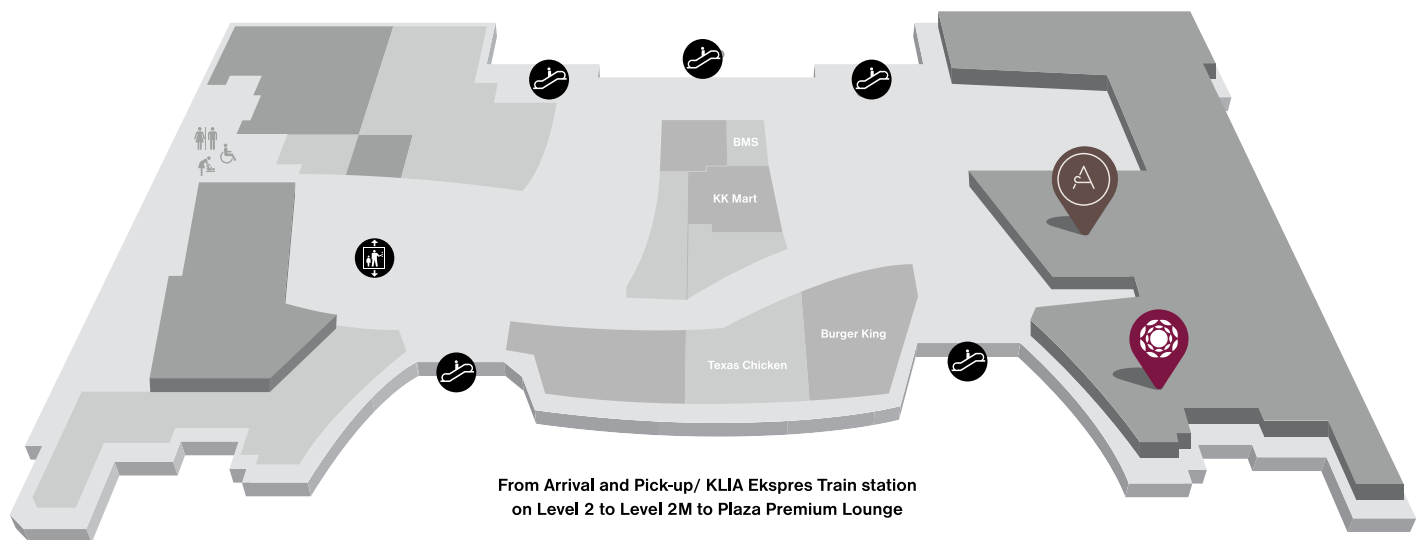 BMS
KK Mart
Burger King
Texas Chicken
From Arrival and Pick-up/ KLIA Ekspres Train station
on Level 2 to Level 2M to Plaza Premium Lounge